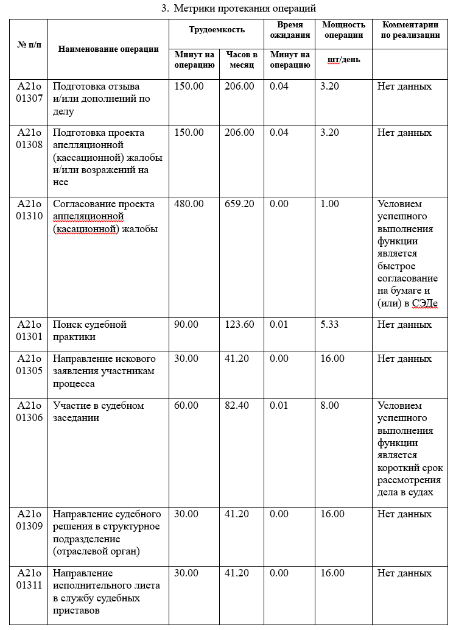 3. Метрики протекания операций
№ п/п
Наименование операции
Трудоемкость
Время
ожидания
Мощность
операции
Комментарии
по реализации
Минут на
операцию
Часов в
месяц
Минут на
операцию
шт/день
А21о
01307
Подготовка отзыва
и/или дополнений по
делу
150.00
206.00
0.04
3.20
Нет данных
А21о
01308
Подготовка проекта
апелляционной
(кассационной) жалобы
и/или возражений на
нее
150.00
206.00
0.04
3.20
Нет данных
А21о
01310
Согласование проекта
аппеляционной
(касационной) жалобы
480.00
659.20
0.00
1.00
Условием
успешного
выполнения
функции
является
быстрое
согласование
на бумаге и
(или) в СЭДе
А21о
01301
Поиск судебной
практики
90.00
123.60
0.01
5.33
Нет данных
А21о
01305
Направление искового
заявления участникам
процесса
30.00
41.20
0.00
16.00
Нет данных
А21о
01306
Участие в судебном
заседании
60.00
82.40
0.01
8.00
Условием
успешного
выполнения
функции
является
короткий срок
рассмотрения
дела в судах
А21о
01309
Направление судебного
решения в структурное
подразделение
(отраслевой орган)
30.00
41.20
0.00
16.00
Нет данных
А21о
01311
Направление
исполнительного листа
в службу судебных
приставов
30.00
41.20
0.00
16.00
Нет данных